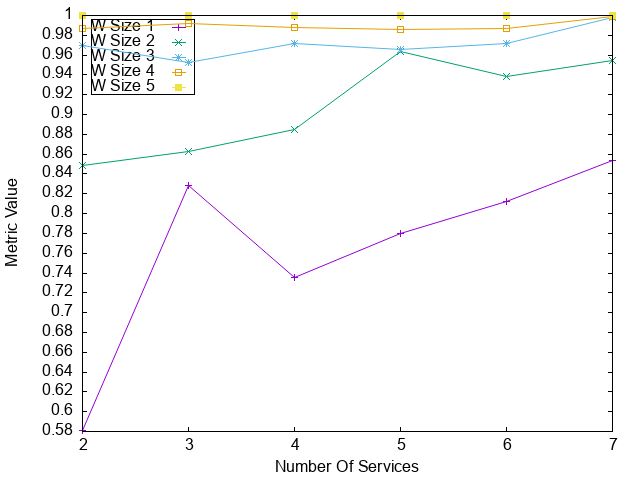 1
0.98
0.96
0.94
0.92
0.9
0.88
0.86
0.84
0.82
0.8
0.78
0.76
0.74
0.72
0.7
0.68
0.66
0.64
0.62
0.6
0.58
2 3 4 5 6 7
Metric Value
Number Of Services
W Size 1
W Size 2
W Size 3
W Size 4
W Size 5